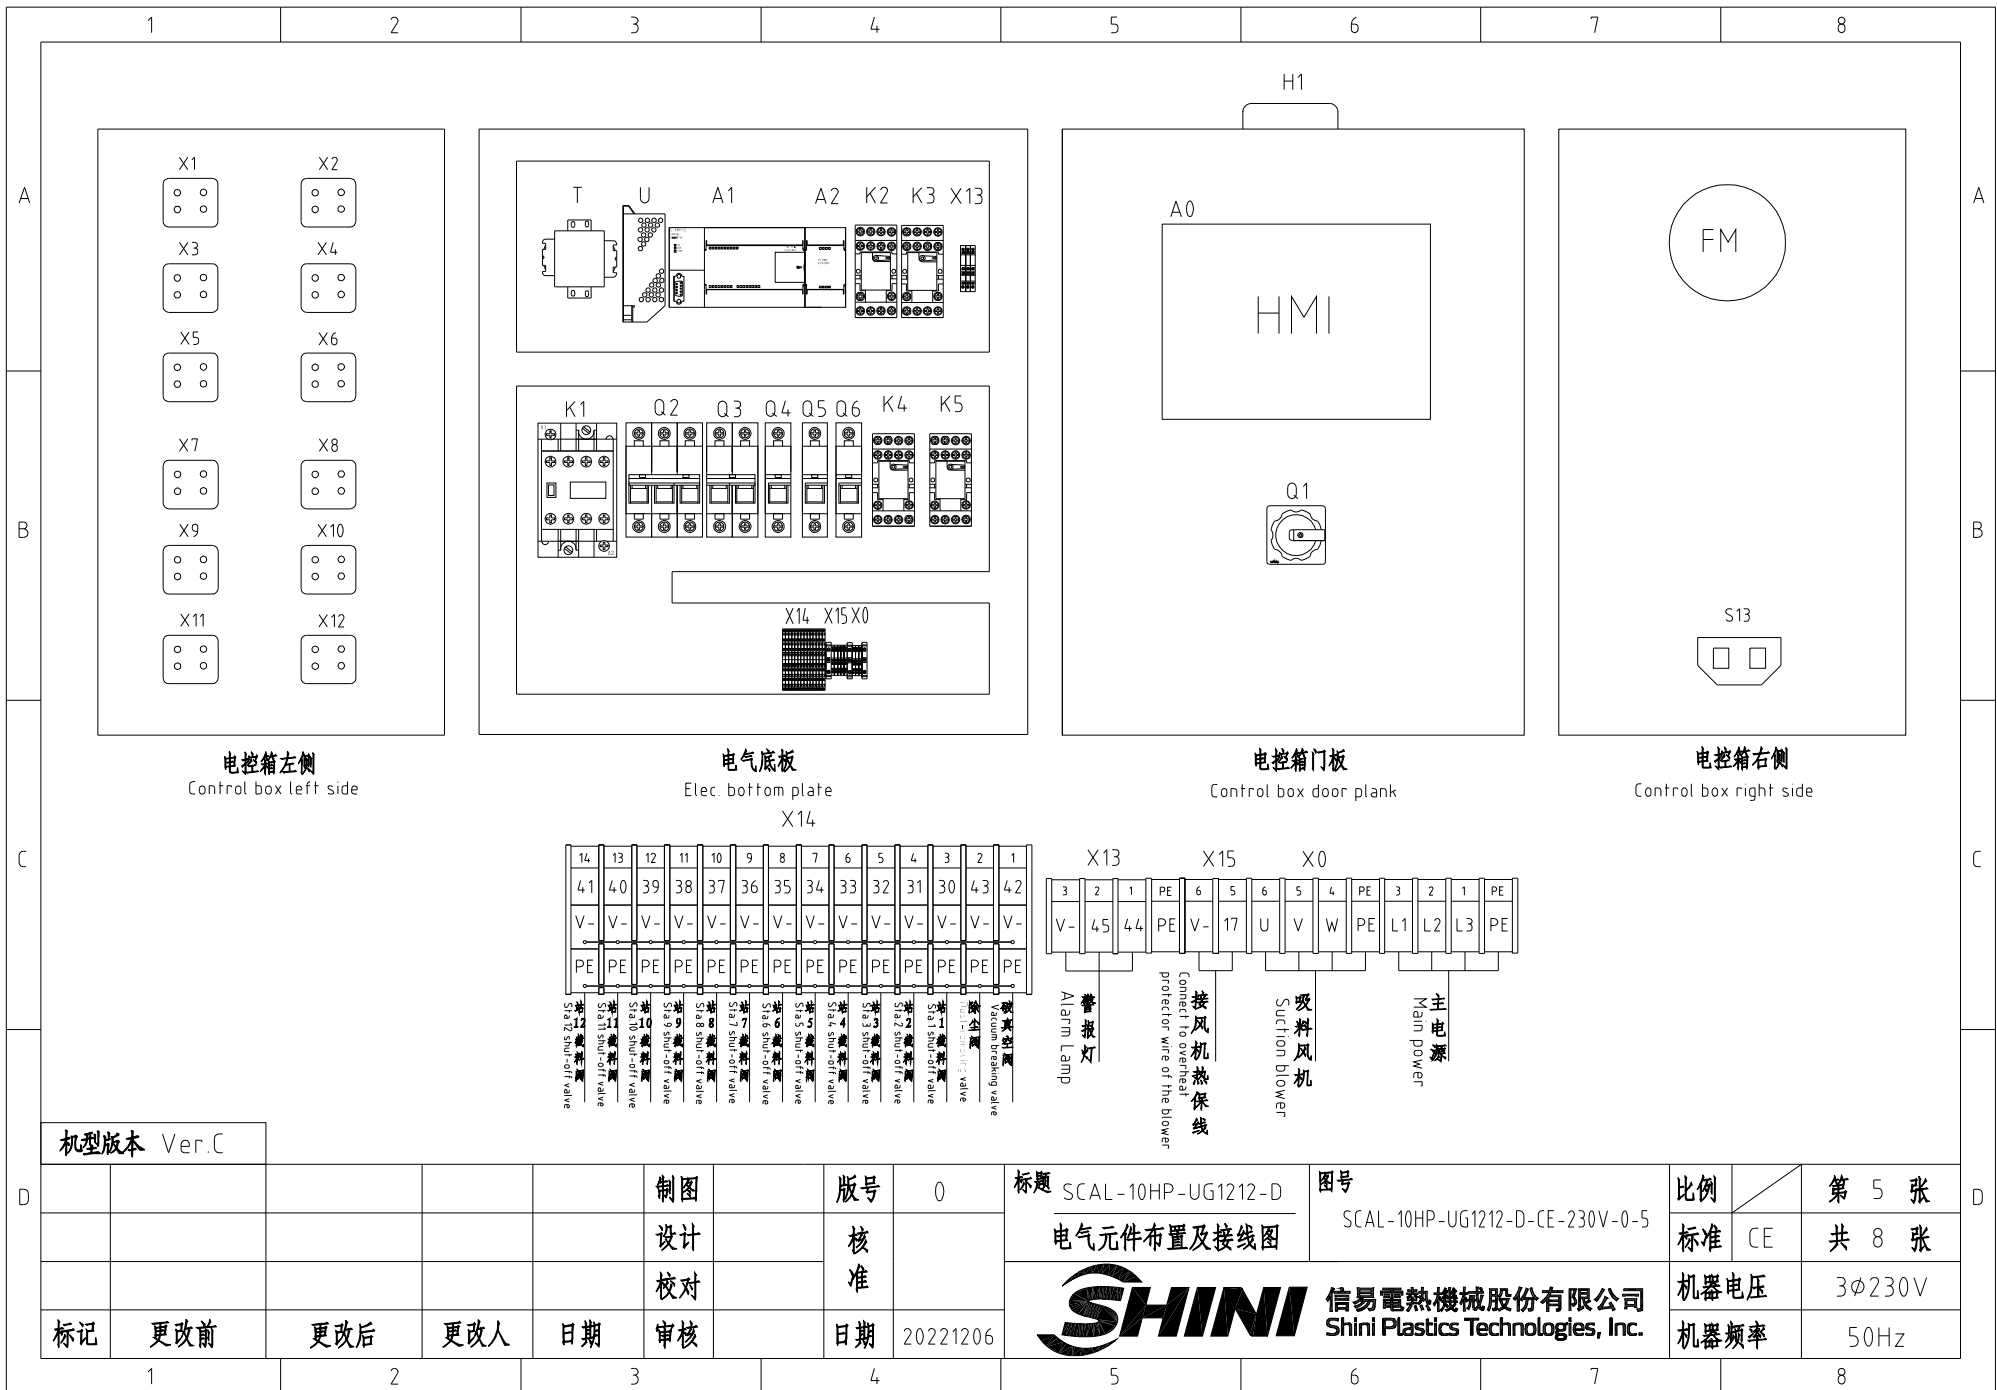 1 2 3 4 5 6 7 8
A
B
C
D
A
B
C
D
X1 X2
X3 X4
X5 X6
X7 X8
X9 X10
X11 X12
电控箱左侧
Control box left side
T U A1 A2 K2 K3 X13
K1 Q2 Q3 Q4 Q5 Q6 K4 K5
X14 X15 X0
电气底板
Elec. bottom plate
H1
A0
HMI
Q1
电控箱门板
Control box door plank
FM
S13
电控箱右侧
Control box right side
X14
14 13 12 11 10 9 8 7 6 5 4 3 2 1
41 40 39 38 37 36 35 34 33 32 31 30 43 42
V- V- V- V- V- V- V- V- V- V- V- V- V- V-
PE PE PE PE PE PE PE PE PE PE PE PE PE PE
站12截料阀
Sta.12 shut-off valve
站11截料阀
Sta.11 shut-off valve
站10截料阀
Sta.10 shut-off valve
站9截料阀
Sta.9 shut-off valve
站8截料阀
Sta.8 shut-off valve
站7截料阀
Sta.7 shut-off valve
站6截料阀
Sta.6 shut-off valve
站5截料阀
Sta.5 shut-off valve
站4截料阀
Sta.4 shut-off valve
站3截料阀
Sta.3 shut-off valve
站2截料阀
Sta.2 shut-off valve
站1截料阀
Sta.1 shut-off valve
除尘阀
valve
破真空阀
Vacuum breaking valve
X13 X15 X0
3 2 1 PE 6 5 6 5 4 PE 3 2 1 PE
V- 45 44 PE V- 17 U V W PE L1 L2 L3 PE
警报灯
Alarm Lamp
接风机热保线
Connect to overheat
protector wire of the blower
吸料风机
Suction blower
主电源
Main power
机型版本 Ver.C
制图 版号 0
设计 核准
校对
标记 更改前 更改后 更改人 日期 审核 日期 20221206
标题 SCAL-10HP-UG1212-D
电气元件布置及接线图
图号
SCAL-10HP-UG1212-D-CE-230V-0-5
SHINI
信易電熱機械股份有限公司
Shini Plastics Technologies, Inc.
比例 第 5 张
标准 CE 共 8 张
机器电压 3Φ230V
机器频率 50Hz
1 2 3 4 5 6 7 8